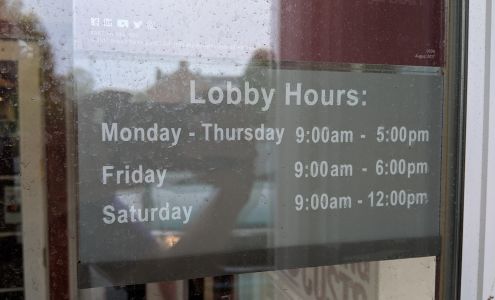 Lobby Hours:
Monday - Thursday 9:00am - 5:00pm
Friday 9:00am - 6:00pm
Saturday 9:00am - 12:00pm